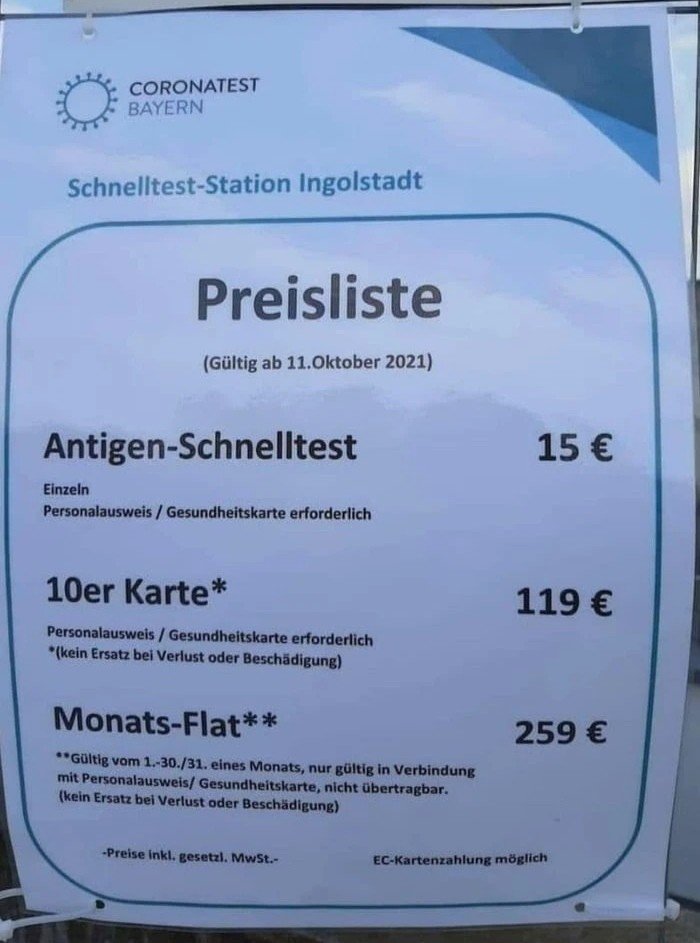 CORONATEST
BAYERN
Schnelltest-Station Ingolstadt
Preisliste
(Gültig ab 11.Oktober 2021)
Antigen-Schnelltest 15 €
Einzeln
Personalausweis / Gesundheitskarte erforderlich
10er Karte* 119 €
Personalausweis / Gesundheitskarte erforderlich
*(kein Ersatz bei Verlust oder Beschädigung)
Monats-Flat** 259 €
**Gültig vom 1.-30./31. eines Monats, nur gültig in Verbindung
mit Personalausweis/ Gesundheitskarte, nicht übertragbar.
(kein Ersatz bei Verlust oder Beschädigung)
-Preise inkl. gesetzl. MwSt.- EC-Kartenzahlung möglich